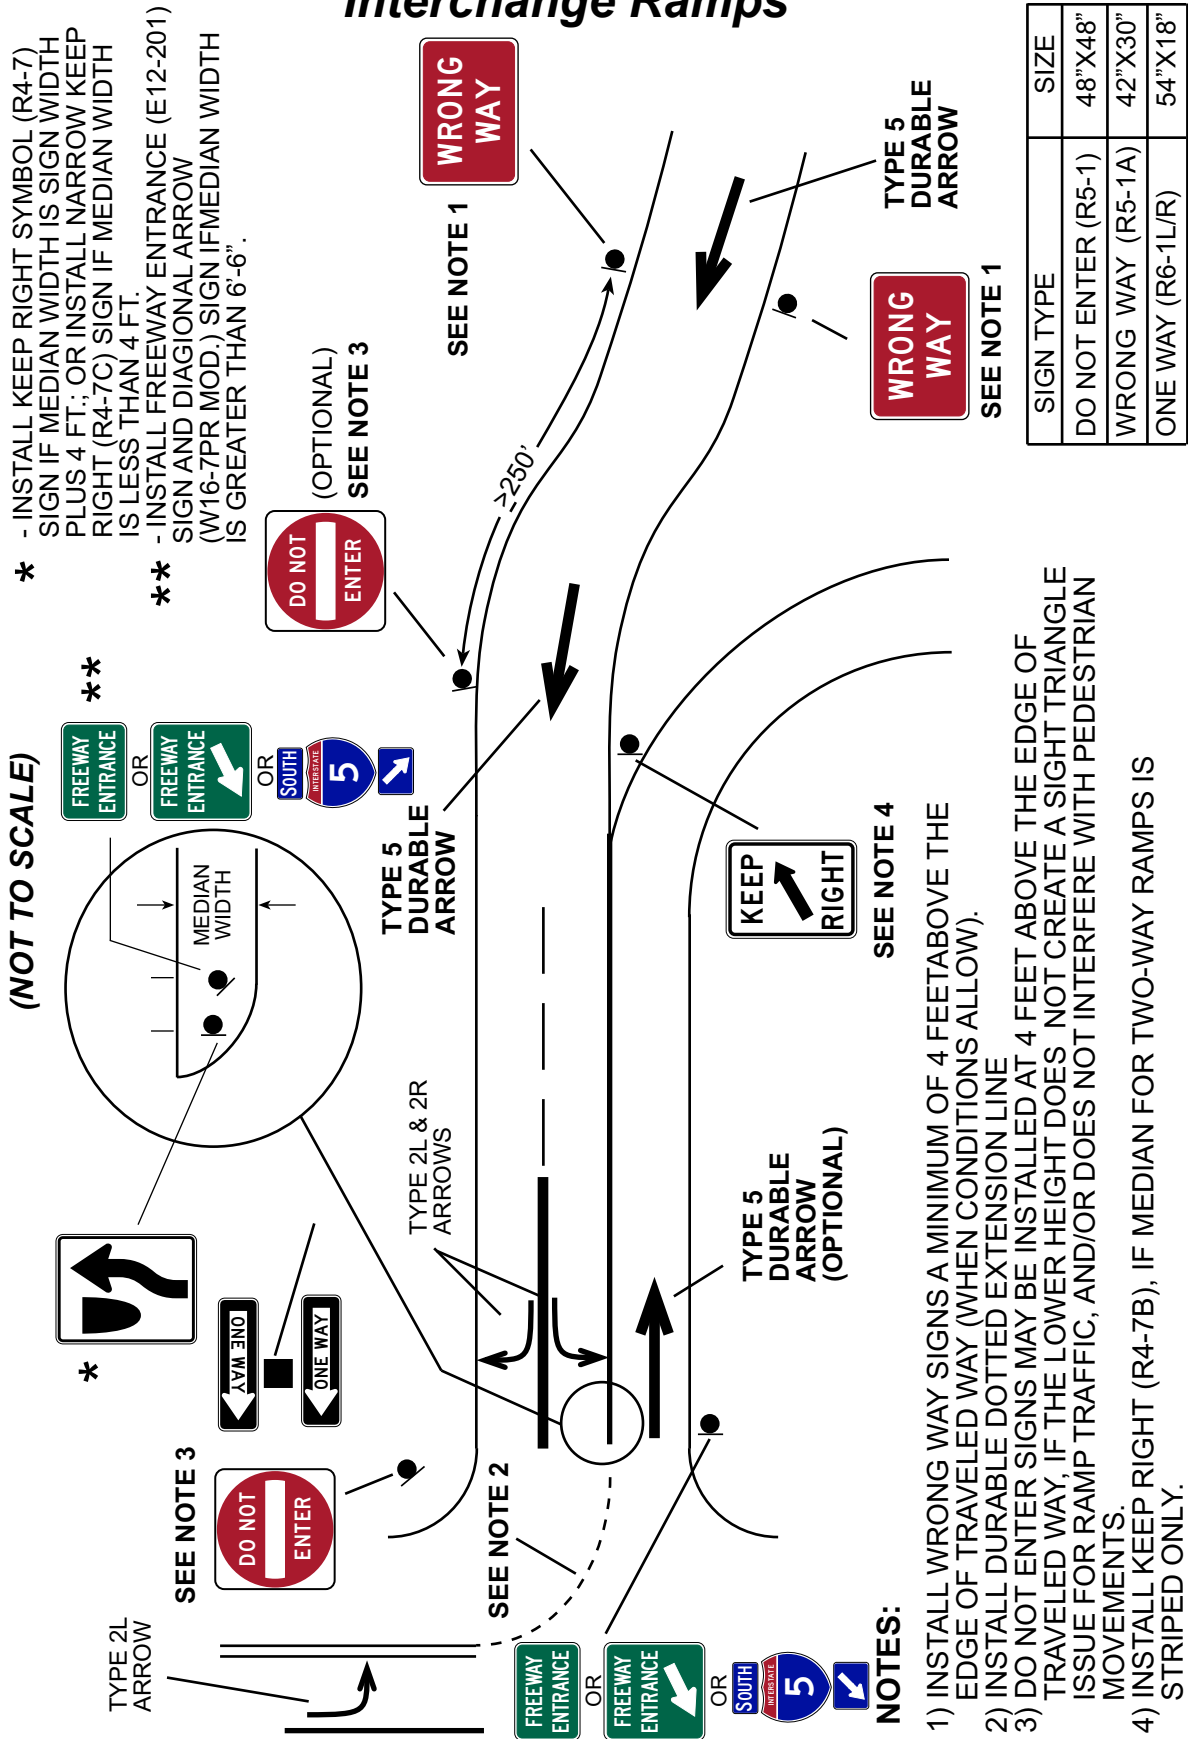 Interchange Ramps
(NOT TO SCALE)
* - INSTALL KEEP RIGHT SYMBOL (R4-7)
SIGN IF MEDIAN WIDTH IS SIGN WIDTH
PLUS 4 FT.; OR INSTALL NARROW KEEP
RIGHT (R4-7C) SIGN IF MEDIAN WIDTH
IS LESS THAN 4 FT.
** - INSTALL FREEWAY ENTRANCE (E12-201)
SIGN AND DIAGIONAL ARROW
(W16-7PR MOD.) SIGN IFMEDIAN WIDTH
IS GREATER THAN 6'-6".
*
**
FREEWAY
ENTRANCE
OR
FREEWAY
ENTRANCE
OR
SOUTH
INTERSTATE
5
MEDIAN
WIDTH
ONE WAY
ONE WAY
SEE NOTE 3
DO NOT
ENTER
TYPE 2L
ARROW
TYPE 2L & 2R
ARROWS
TYPE 5
DURABLE
ARROW
(OPTIONAL)
SEE NOTE 3
DO NOT
ENTER
>250'
WRONG
WAY
SEE NOTE 1
TYPE 5
DURABLE
ARROW
WRONG
WAY
SEE NOTE 1
KEEP
RIGHT
SEE NOTE 4
TYPE 5
DURABLE
ARROW
(OPTIONAL)
SEE NOTE 2
FREEWAY
ENTRANCE
OR
FREEWAY
ENTRANCE
OR
SOUTH
INTERSTATE
5
SIGN TYPE SIZE
DO NOT ENTER (R5-1) 48"X48"
WRONG WAY (R5-1A) 42"X30"
ONE WAY (R6-1L/R) 54"X18"
NOTES:
1) INSTALL WRONG WAY SIGNS A MINIMUM OF 4 FEETABOVE THE
EDGE OF TRAVELED WAY (WHEN CONDITIONS ALLOW).
2) INSTALL DURABLE DOTTED EXTENSION LINE
3) DO NOT ENTER SIGNS MAY BE INSTALLED AT 4 FEET ABOVE THE EDGE OF
TRAVELED WAY, IF THE LOWER HEIGHT DOES NOT CREATE A SIGHT TRIANGLE
ISSUE FOR RAMP TRAFFIC, AND/OR DOES NOT INTERFERE WITH PEDESTRIAN
MOVEMENTS.
4) INSTALL KEEP RIGHT (R4-7B), IF MEDIAN FOR TWO-WAY RAMPS IS
STRIPED ONLY.